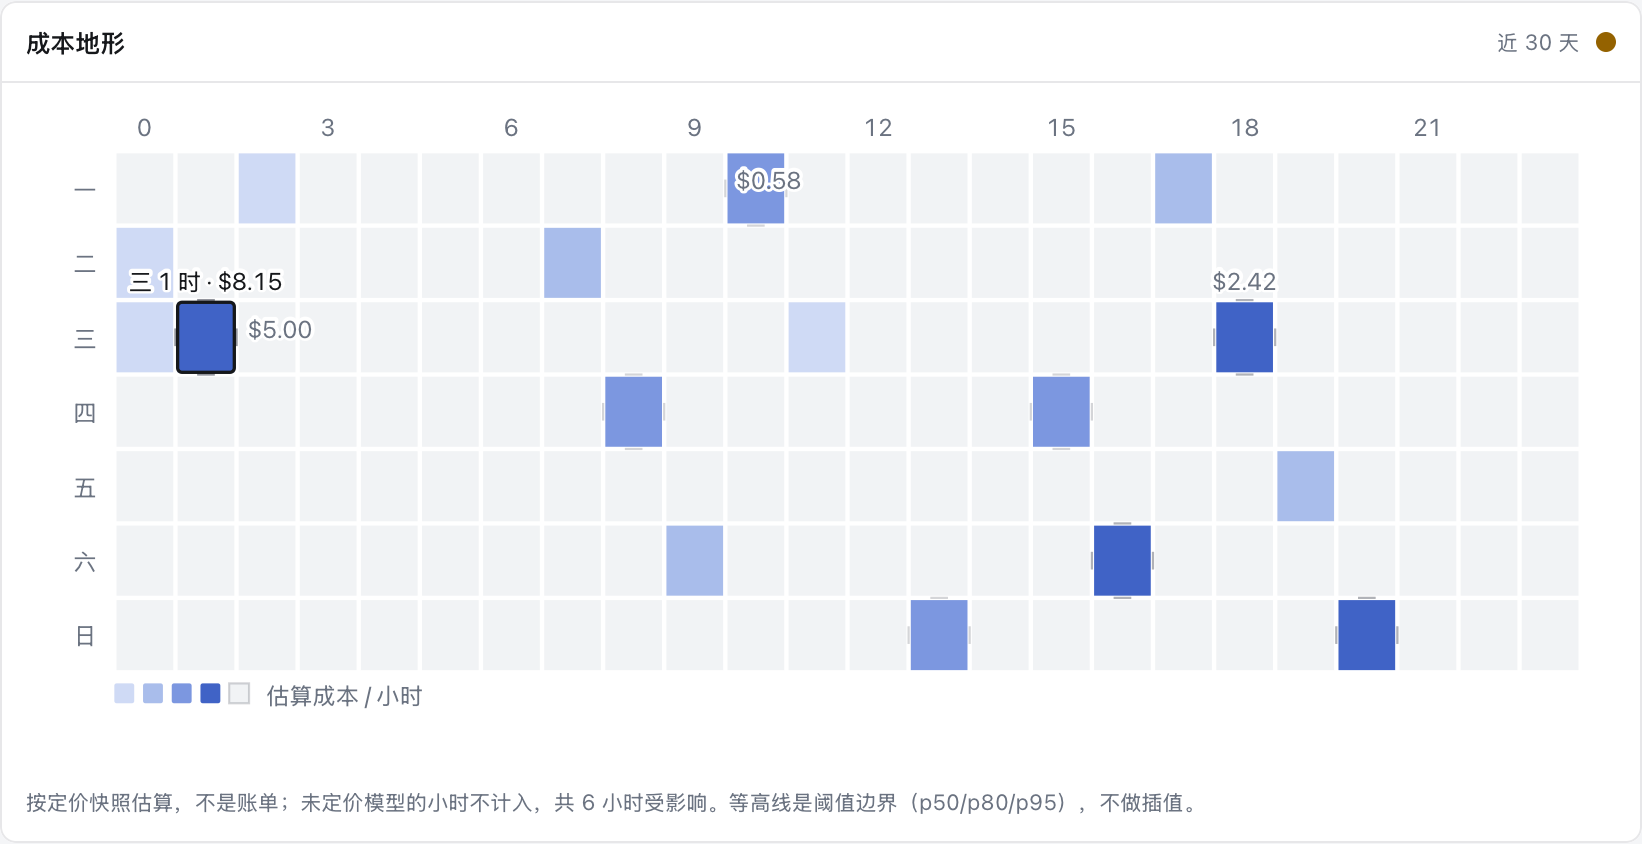 成本地形
近 30 天
0 3 6 9 12 15 18 21
一
$0.58
二
三 1 时 · $8.15
$2.42
三
$5.00
四
五
六
日
估算成本 / 小时
按定价快照估算，不是账单；未定价模型的小时不计入，共 6 小时受影响。等高线是阈值边界（p50/p80/p95），不做插值。